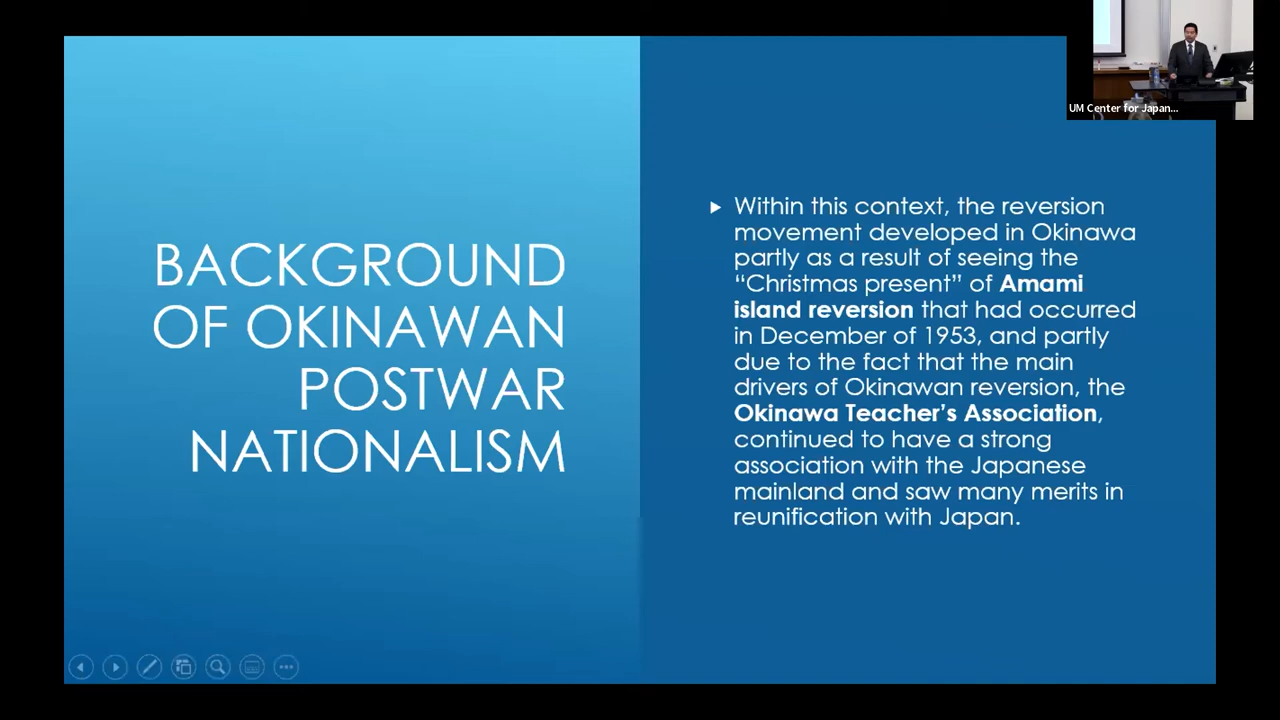 UM Center for Japan...
BACKGROUND
OF OKINAWAN
POSTWAR
NATIONALISM
Within this context, the reversion
movement developed in Okinawa
partly as a result of seeing the
“Christmas present” of Amami
island reversion that had occurred
in December of 1953, and partly
due to the fact that the main
drivers of Okinawan reversion, the
Okinawa Teacher’s Association,
continued to have a strong
association with the Japanese
mainland and saw many merits in
reunification with Japan.